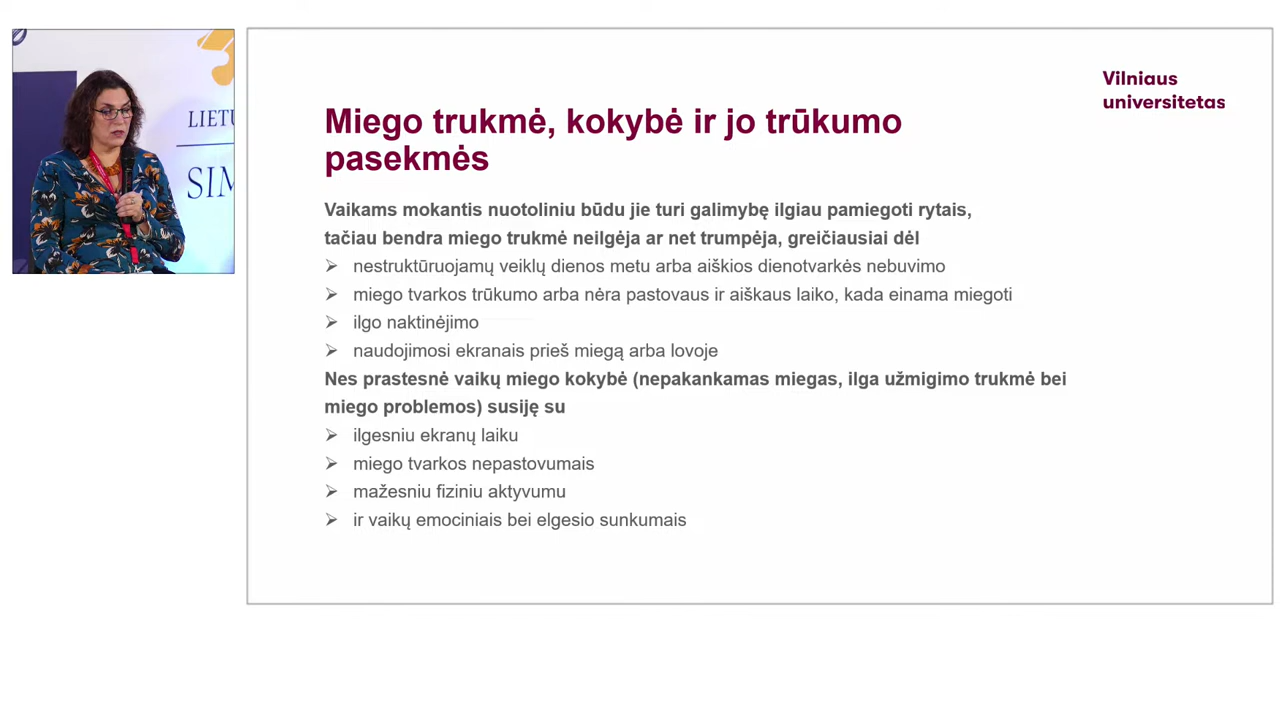 LIETU
SIM
Vilniaus
universitetas
Miego trukmė, kokybė ir jo trūkumo
pasekmės
Vaikams mokantis nuotoliniu būdu jie turi galimybę ilgiau pamiegoti rytais,
tačiau bendra miego trukmė neilgėja ar net trumpėja, greičiausiai dėl
➢ nestruktūruojamų veiklų dienos metu arba aiškios dienotvarkės nebuvimo
➢ miego tvarkos trūkumo arba nėra pastovaus ir aiškaus laiko, kada einama miegoti
➢ ilgo naktinėjimo
➢ naudojimosi ekranais prieš miegą arba lovoje
Nes prastesnė vaikų miego kokybė (nepakankamas miegas, ilga užmigimo trukmė bei
miego problemos) susiję su
➢ ilgesniu ekranų laiku
➢ miego tvarkos nepastovumais
➢ mažesniu fiziniu aktyvumu
➢ ir vaikų emociniais bei elgesio sunkumais